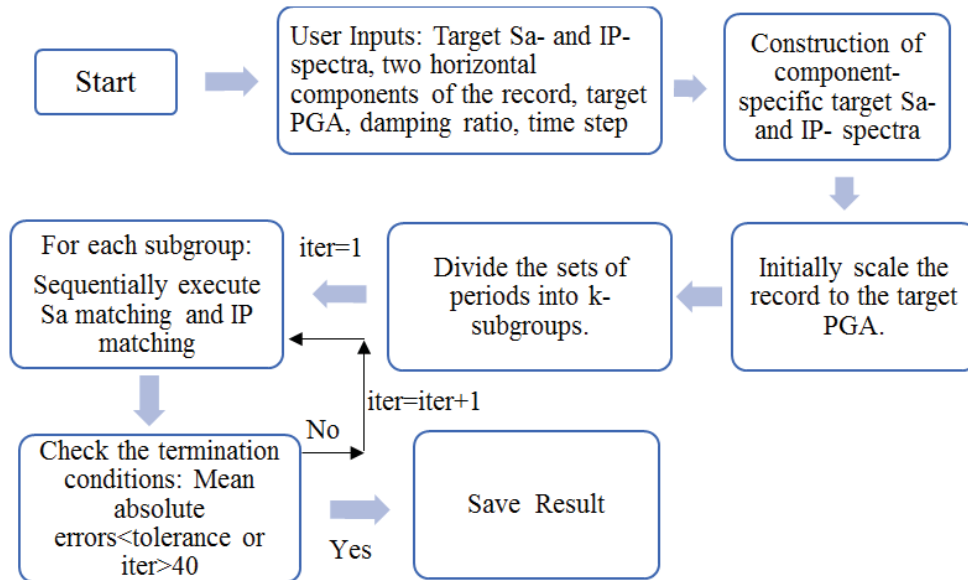 Start
User Inputs: Target Sa- and IP-
spectra, two horizontal
components of the record, target
PGA, damping ratio, time step
Construction of
component-
specific target Sa-
and IP- spectra
Initially scale the
record to the target
PGA.
Divide the sets of
periods into k-
subgroups.
iter=1
For each subgroup:
Sequentially execute
Sa matching and IP
matching
iter=iter+1
No
Check the termination
conditions: Mean
absolute
errors<tolerance or
iter>40
Yes
Save Result